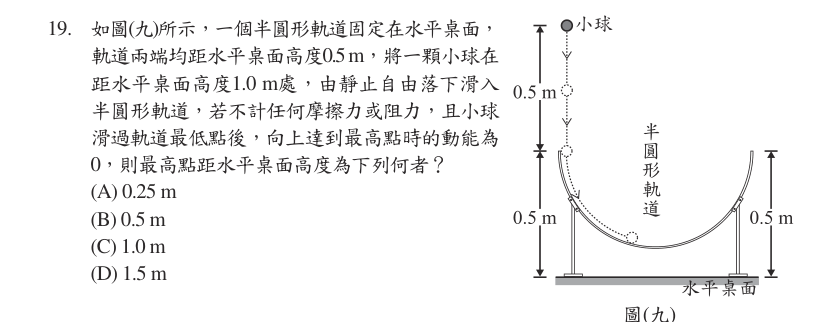 19. 如圖(九)所示，一個半圓形軌道固定在水平桌面，
軌道兩端均距水平桌面高度0.5 m，將一顆小球在
距水平桌面高度1.0 m處，由靜止自由落下滑入
半圓形軌道，若不計任何摩擦力或阻力，且小球
滑過軌道最低點後，向上達到最高點時的動能為
0，則最高點距水平桌面高度為下列何者？
(A) 0.25 m
(B) 0.5 m
(C) 1.0 m
(D) 1.5 m
小球
0.5 m
半圓形軌道
0.5 m
0.5 m
水平桌面
圖(九)